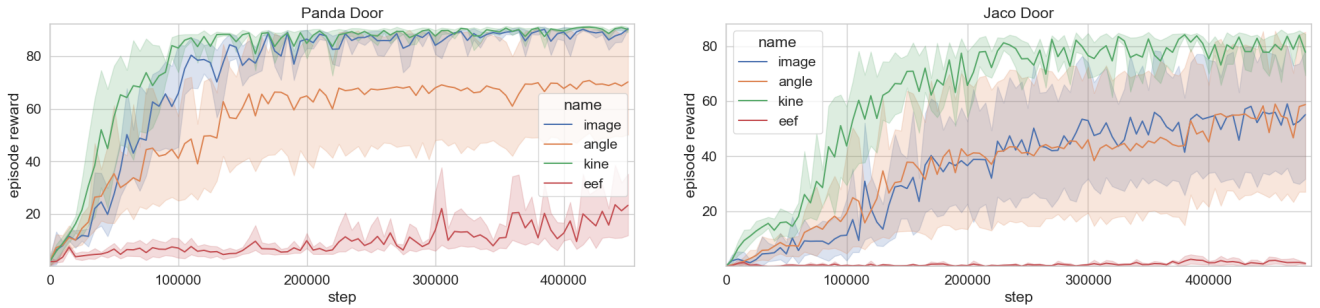 Panda Door
episode reward
80
60
40
20
0
100000
200000
300000
400000
step
name
image
angle
kine
eef
Jaco Door
episode reward
80
60
40
20
0
100000
200000
300000
400000
step
name
image
angle
kine
eef